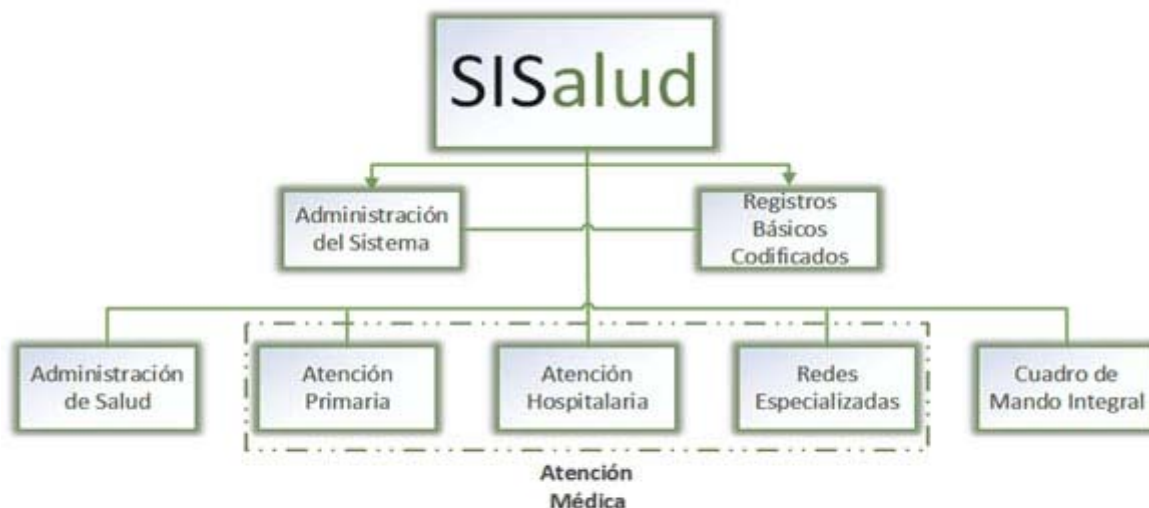 SISalud
Administración
del Sistema
Registros
Básicos
Codificados
Administración
de Salud
Atención
Primaria
Atención
Hospitalaria
Redes
Especializadas
Cuadro de
Mando Integral
Atención
Médica